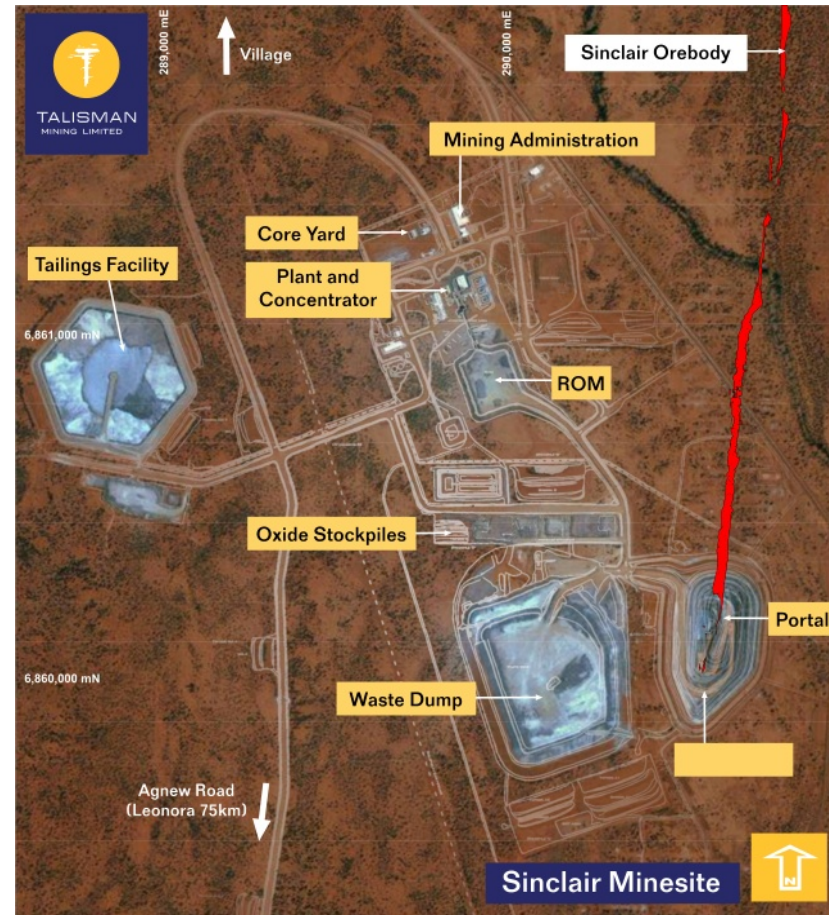 TALISMAN
MINING LIMITED
289,000 mE
Village
290,000 mE
Sinclair Orebody
Mining Administration
Core Yard
Tailings Facility
Plant and
Concentrator
6,861,000 mN
ROM
Oxide Stockpiles
Portal
6,860,000 mN
Waste Dump
Agnew Road
(Leonora 75km)
Sinclair Minesite
N